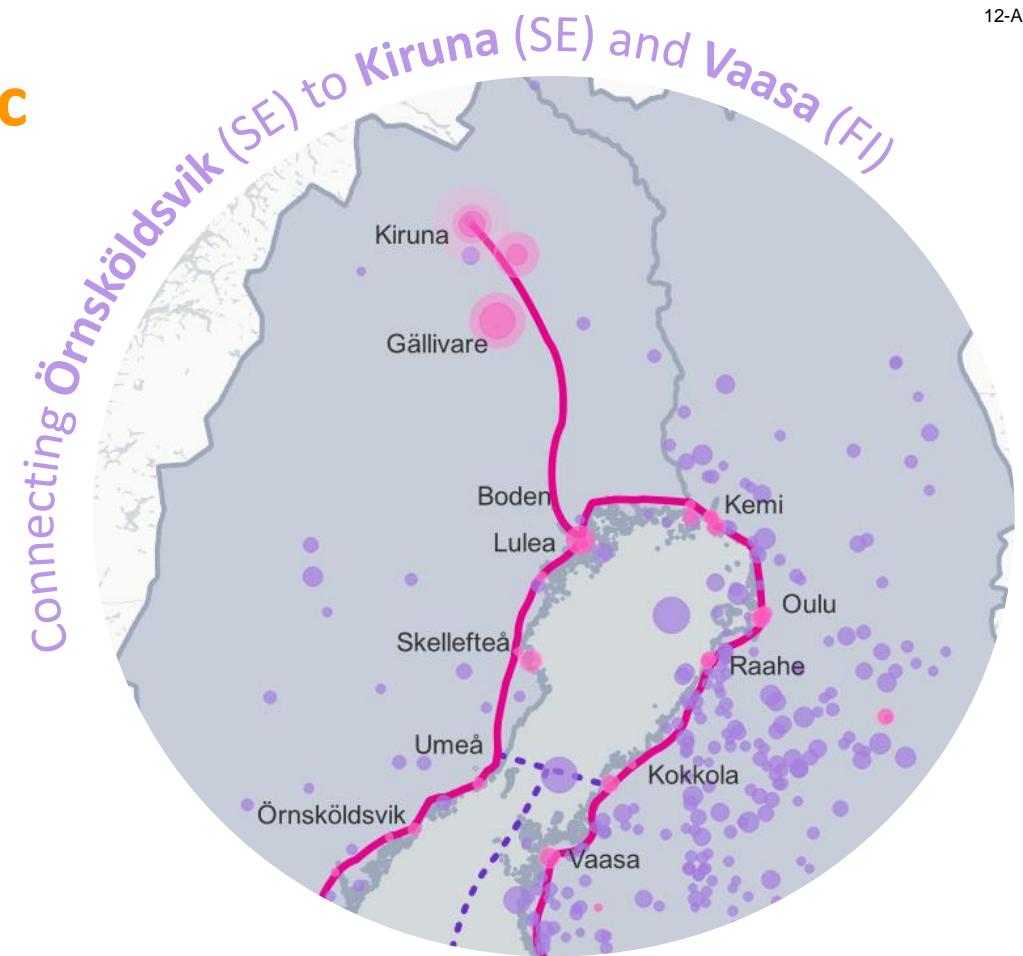 12-A
c
Connecting Örnsköldsvik (SE) to Kiruna (SE) and Vaasa (FI)
Kiruna
Gällivare
Boden
Kemi
Lulea
Oulu
Skellefteå
Raahe
Umeå
Kokkola
Örnsköldsvik
Vaasa